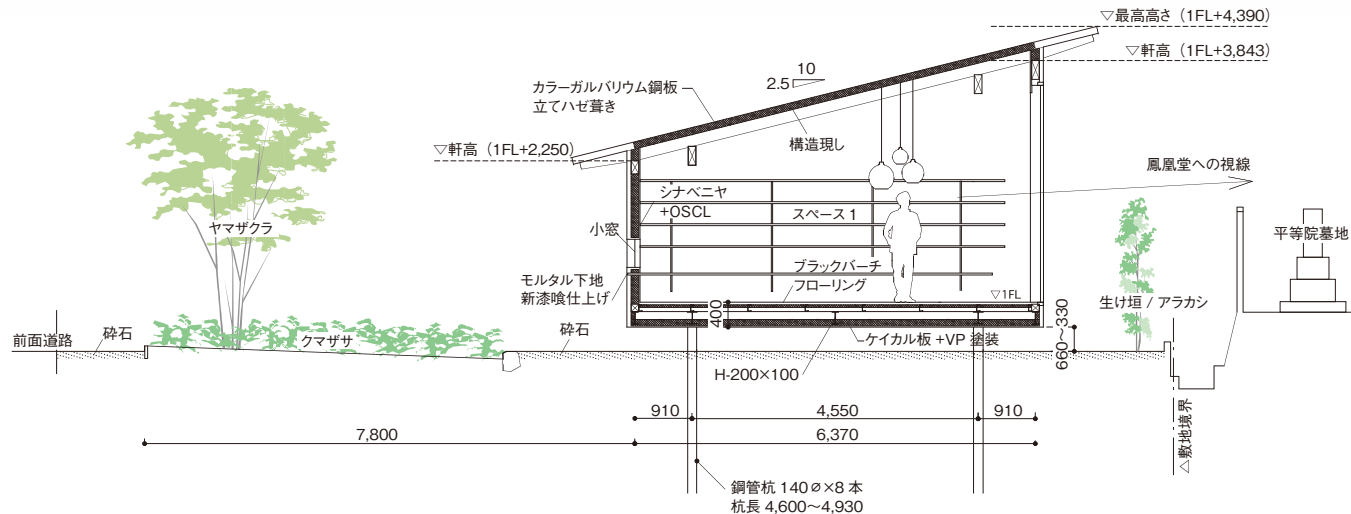 ▽最高高さ(1FL+4,390)
▽軒高(1FL+3,843)
10
2.5
カラーガルバリウム鋼板
立てハゼ葺き
構造現し
▽軒高(1FL+2,250)
鳳凰堂への視線
シナベニヤ
+OSCL
スペース1
ヤマザクラ
小窓
平等院墓地
モルタル下地
新漆喰仕上げ
ブラックバーチ
フローリング
▽1FL
400
生け垣 / アラカシ
前面道路
砕石
クマザサ
砕石
ケイカル板 +VP 塗装
660〜330
H-200×100
910
4,550
910
7,800
6,370
△敷地境界
鋼管杭 140∅×8 本
杭長 4,600〜4,930